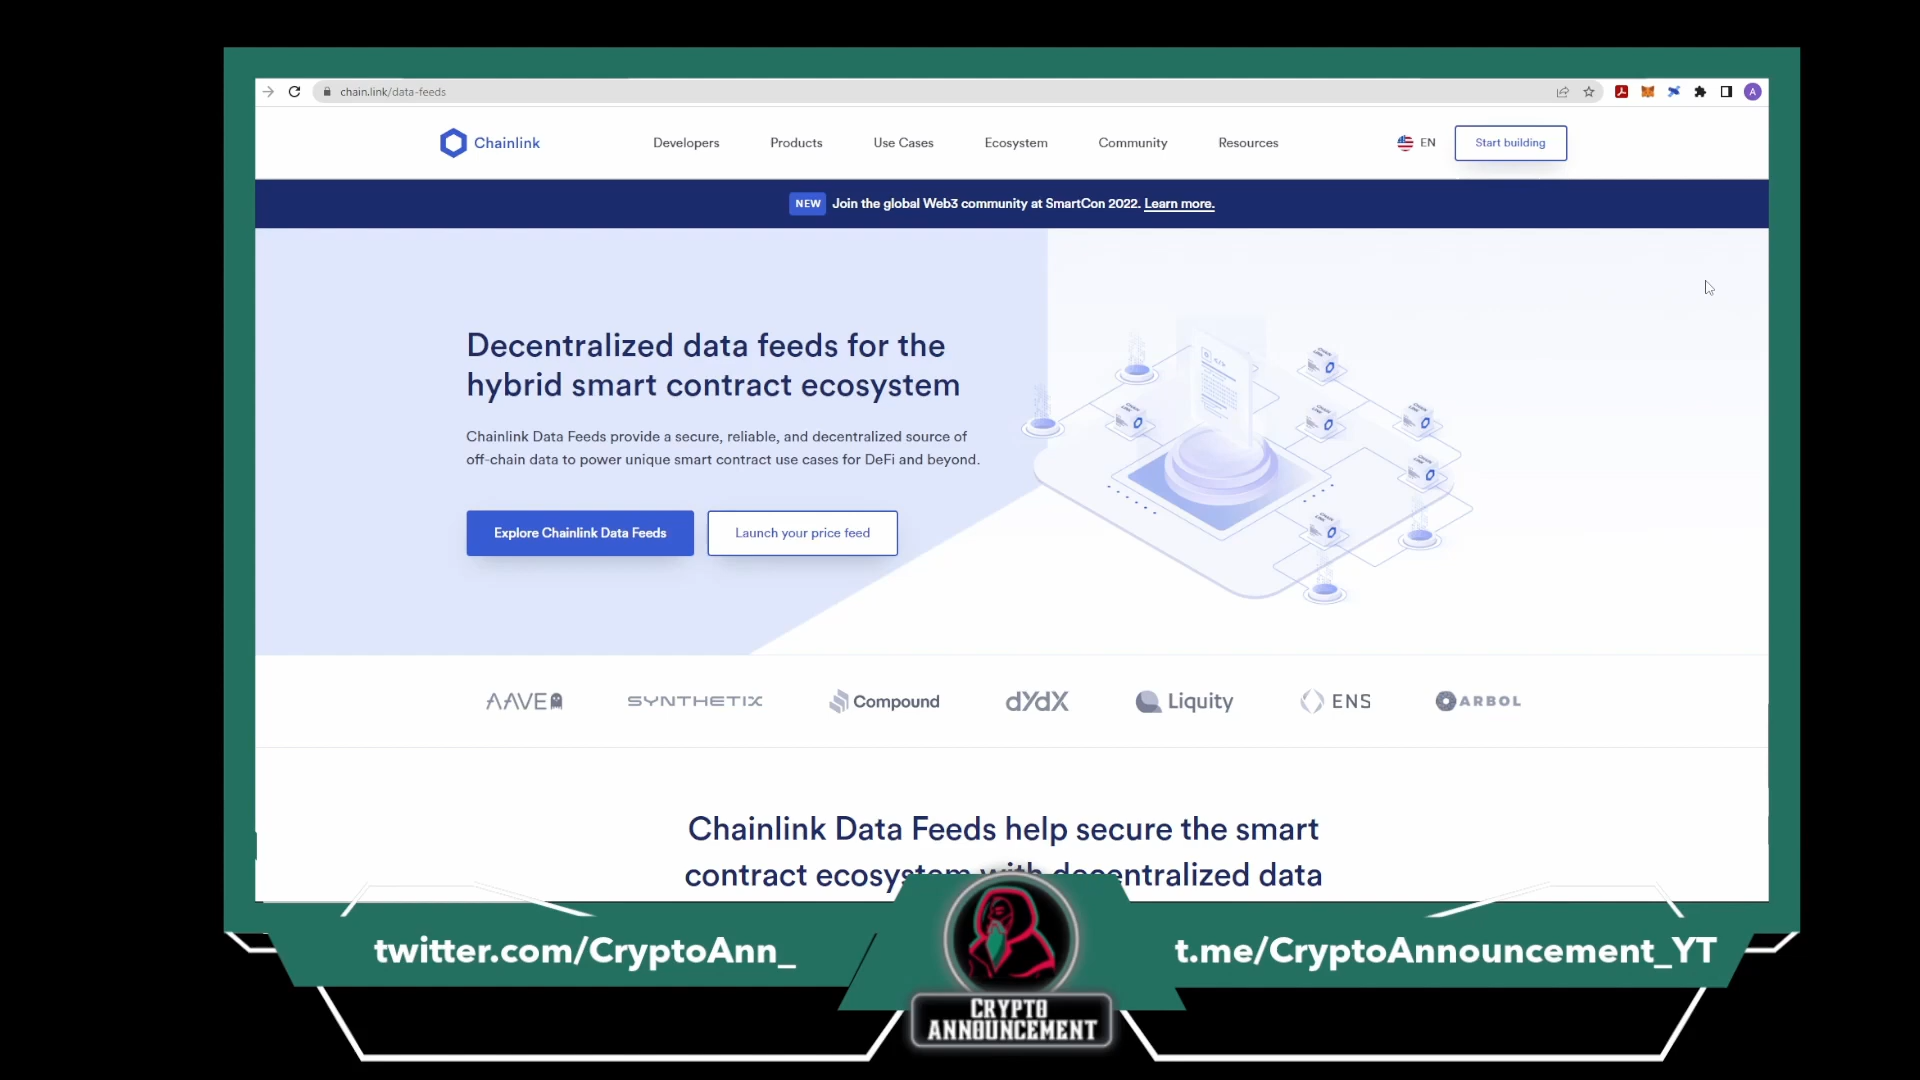 chain.link/data-feeds
A
Chainlink
Developers
Products
Use Cases
Ecosystem
Community
Resources
EN
Start building
NEW Join the global Web3 community at SmartCon 2022. Learn more.
Decentralized data feeds for the
hybrid smart contract ecosystem
Chainlink Data Feeds provide a secure, reliable, and decentralized source of
off-chain data to power unique smart contract use cases for DeFi and beyond.
Explore Chainlink Data Feeds
Launch your price feed
AAVE
SYNTHETIX
Compound
dYdX
Liquity
ENS
ARBOL
Chainlink Data Feeds help secure the smart
contract ecosystem with decentralized data
twitter.com/CryptoAnn_
t.me/CryptoAnnouncement_YT
CRYPTO
ANNOUNCEMENT